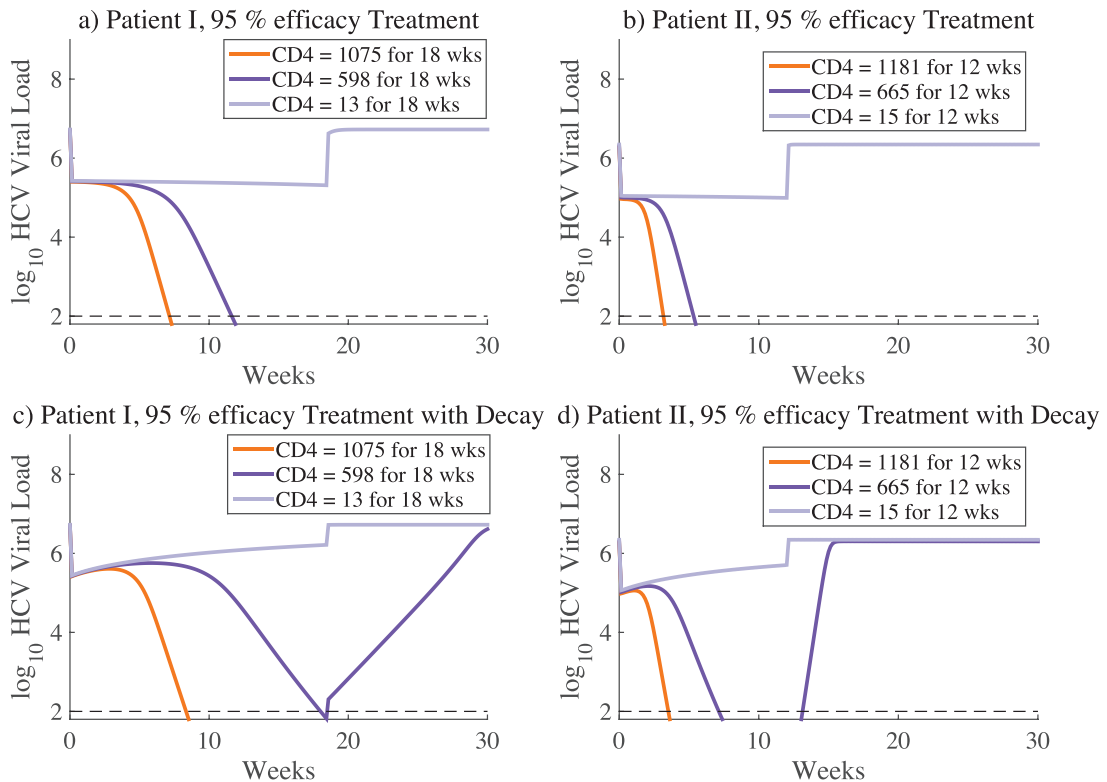 a) Patient I, 95 % efficacy Treatment
CD4 = 1075 for 18 wks
CD4 = 598 for 18 wks
CD4 = 13 for 18 wks
log10 HCV Viral Load
8
6
4
2
0
10
20
30
Weeks
b) Patient II, 95 % efficacy Treatment
CD4 = 1181 for 12 wks
CD4 = 665 for 12 wks
CD4 = 15 for 12 wks
log10 HCV Viral Load
8
6
4
2
0
10
20
30
Weeks
c) Patient I, 95 % efficacy Treatment with Decay
CD4 = 1075 for 18 wks
CD4 = 598 for 18 wks
CD4 = 13 for 18 wks
log10 HCV Viral Load
8
6
4
2
0
10
20
30
Weeks
d) Patient II, 95 % efficacy Treatment with Decay
CD4 = 1181 for 12 wks
CD4 = 665 for 12 wks
CD4 = 15 for 12 wks
log10 HCV Viral Load
8
6
4
2
0
10
20
30
Weeks